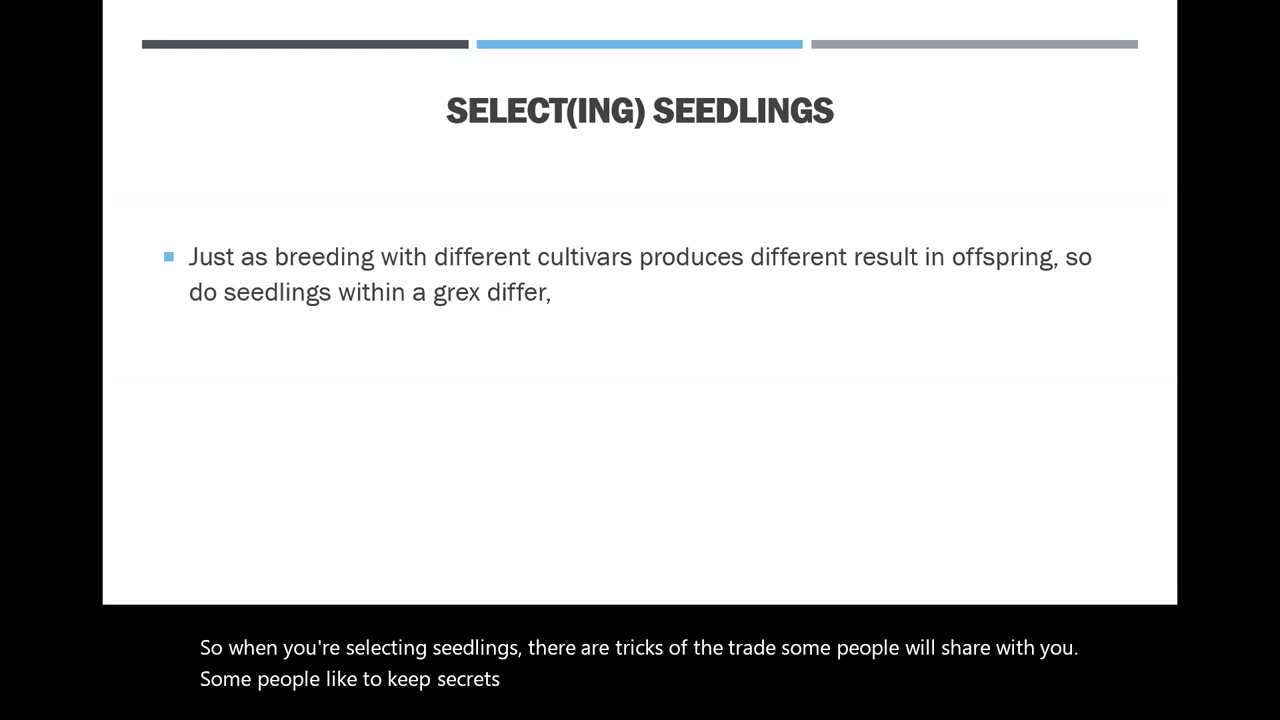 SELECT(ING) SEEDLINGS
Just as breeding with different cultivars produces different result in offspring, so
do seedlings within a grex differ,
So when you're selecting seedlings, there are tricks of the trade some people will share with you.
Some people like to keep secrets